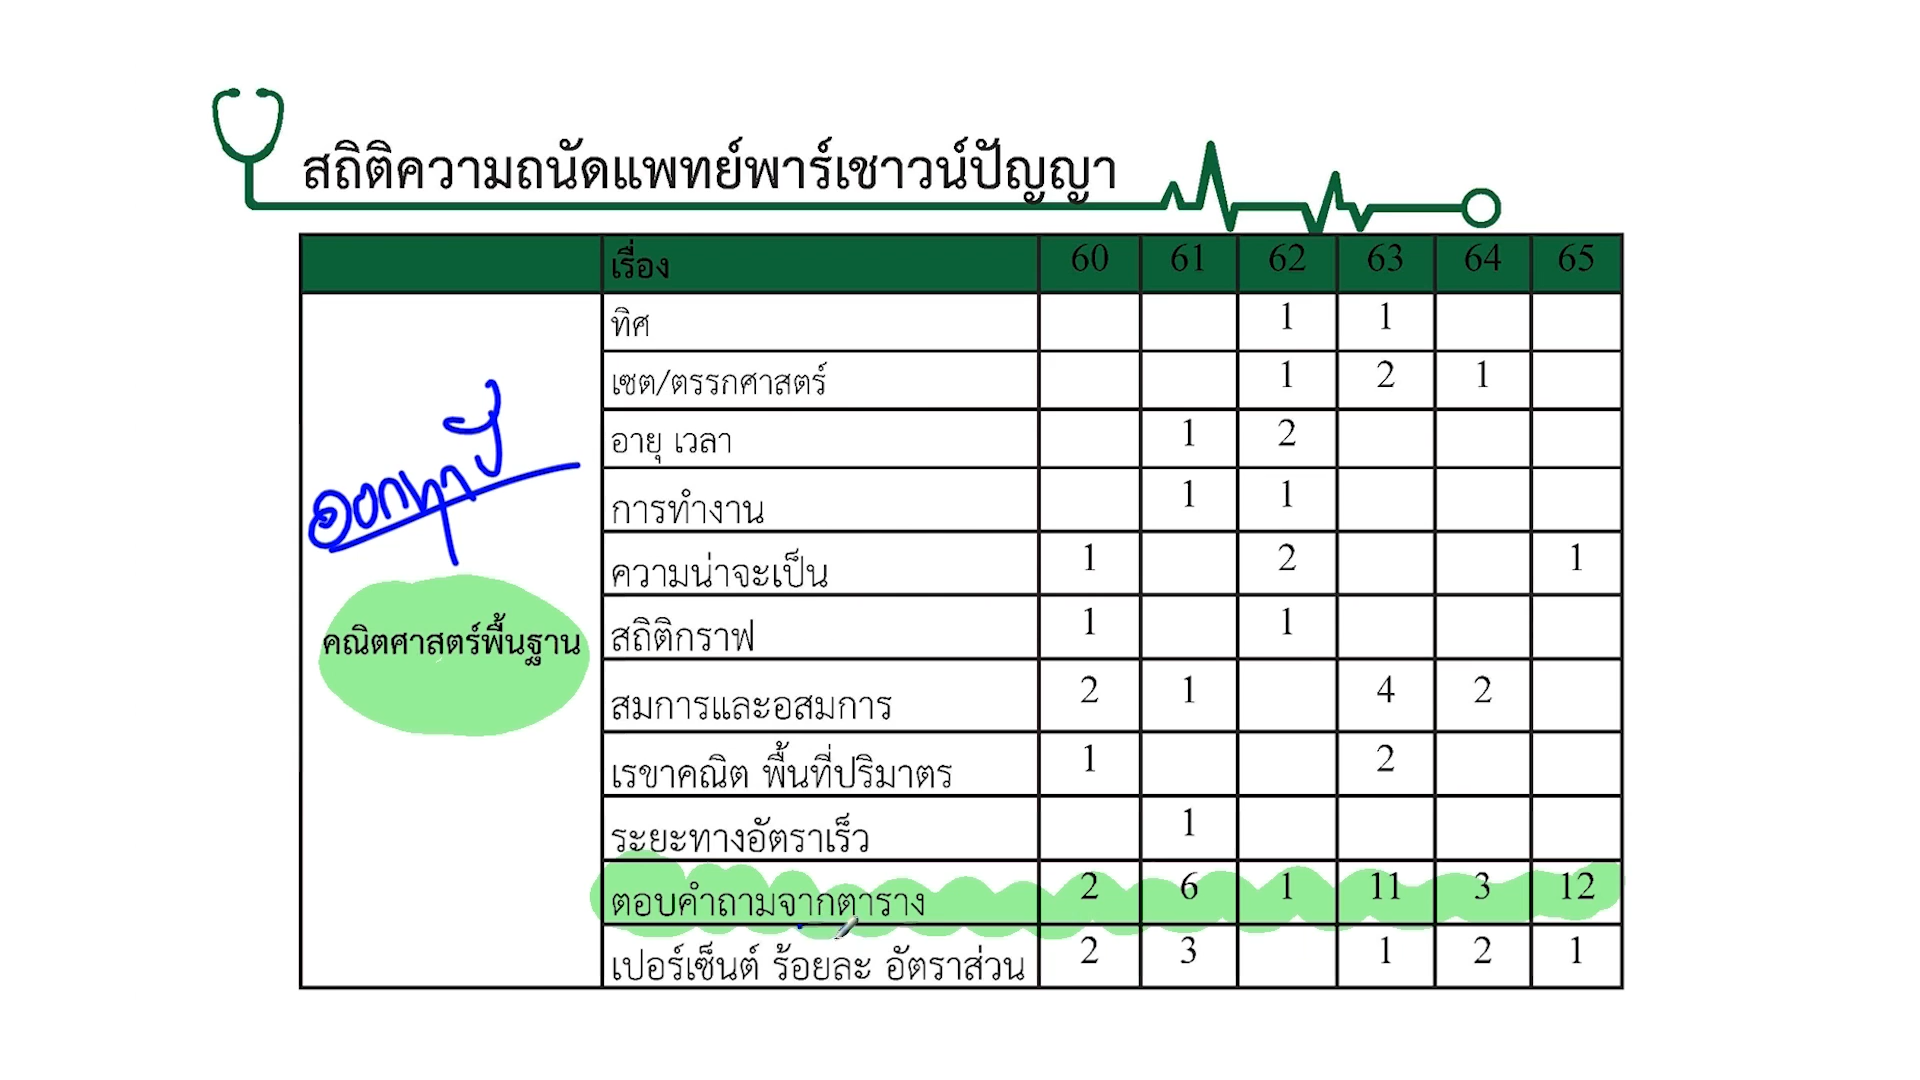 สถิติความถนัดแพทย์พาร์เชาวน์ปัญญา
เรื่อง 60 61 62 63 64 65
ทิศ 1 1
เซต/ตรรกศาสตร์ 1 2 1
อายุ เวลา 1 2
การทำงาน 1 1
ความน่าจะเป็น 1 2 1
สถิติกราฟ 1 1
สมการและอสมการ 2 1 4 2
เรขาคณิต พื้นที่ปริมาตร 1 2
ระยะทางอัตราเร็ว 1
ตอบคำถามจากตาราง 2 6 1 11 3 12
เปอร์เซ็นต์ ร้อยละ อัตราส่วน 2 3 1 2 1
ออกทุกปี
คณิตศาสตร์พื้นฐาน